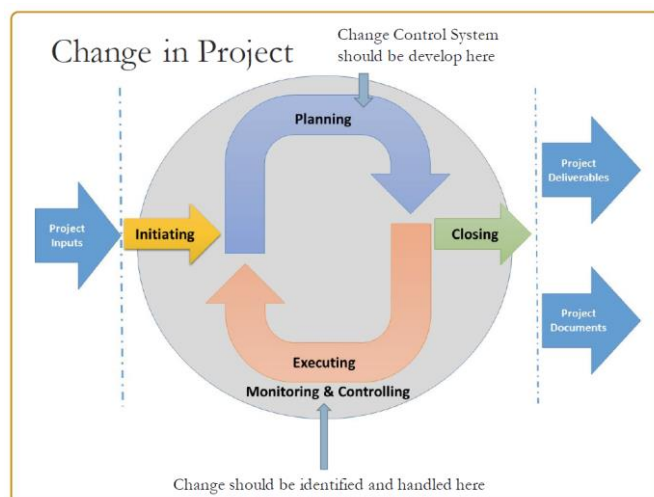 Change in Project
Change Control System
should be develop here
Planning
Project
Inputs
Initiating
Closing
Project
Deliverables
Project
Documents
Executing
Monitoring & Controlling
Change should be identified and handled here